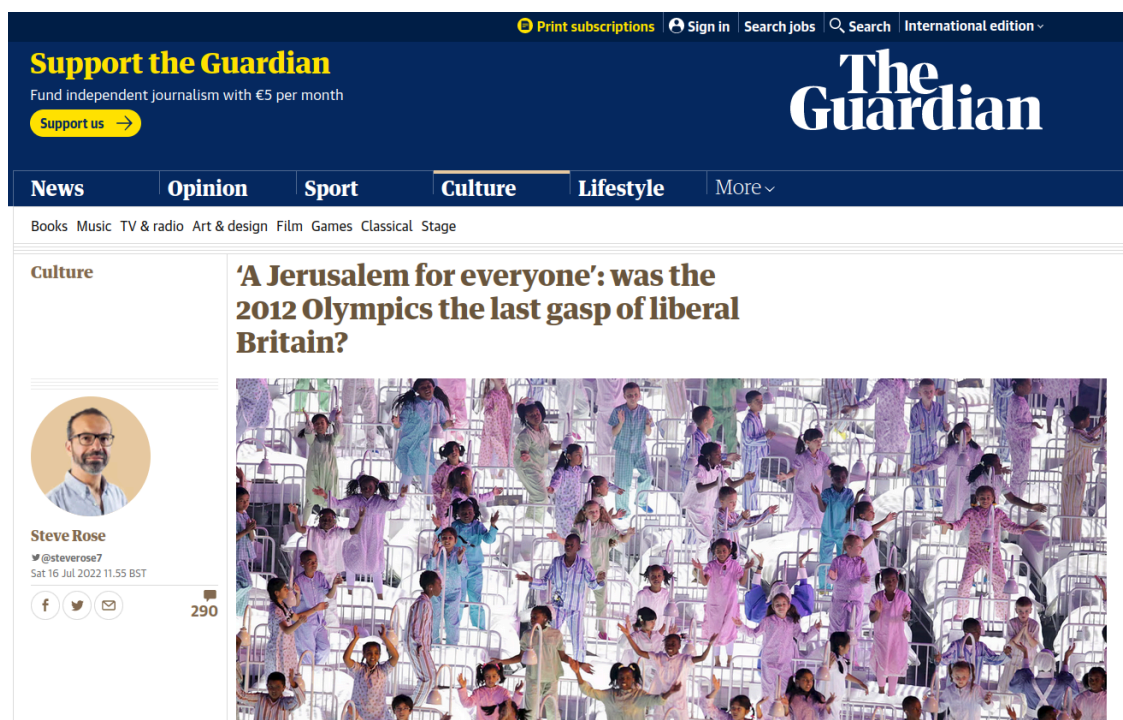 Print subscriptions Sign in Search jobs Search International edition
Support the Guardian
Fund independent journalism with €5 per month
Support us
The
Guardian
News Opinion Sport Culture Lifestyle More
Books Music TV & radio Art & design Film Games Classical Stage
Culture
‘A Jerusalem for everyone’: was the
2012 Olympics the last gasp of liberal
Britain?
Steve Rose
@steverose7
Sat 16 Jul 2022 11.55 BST
290